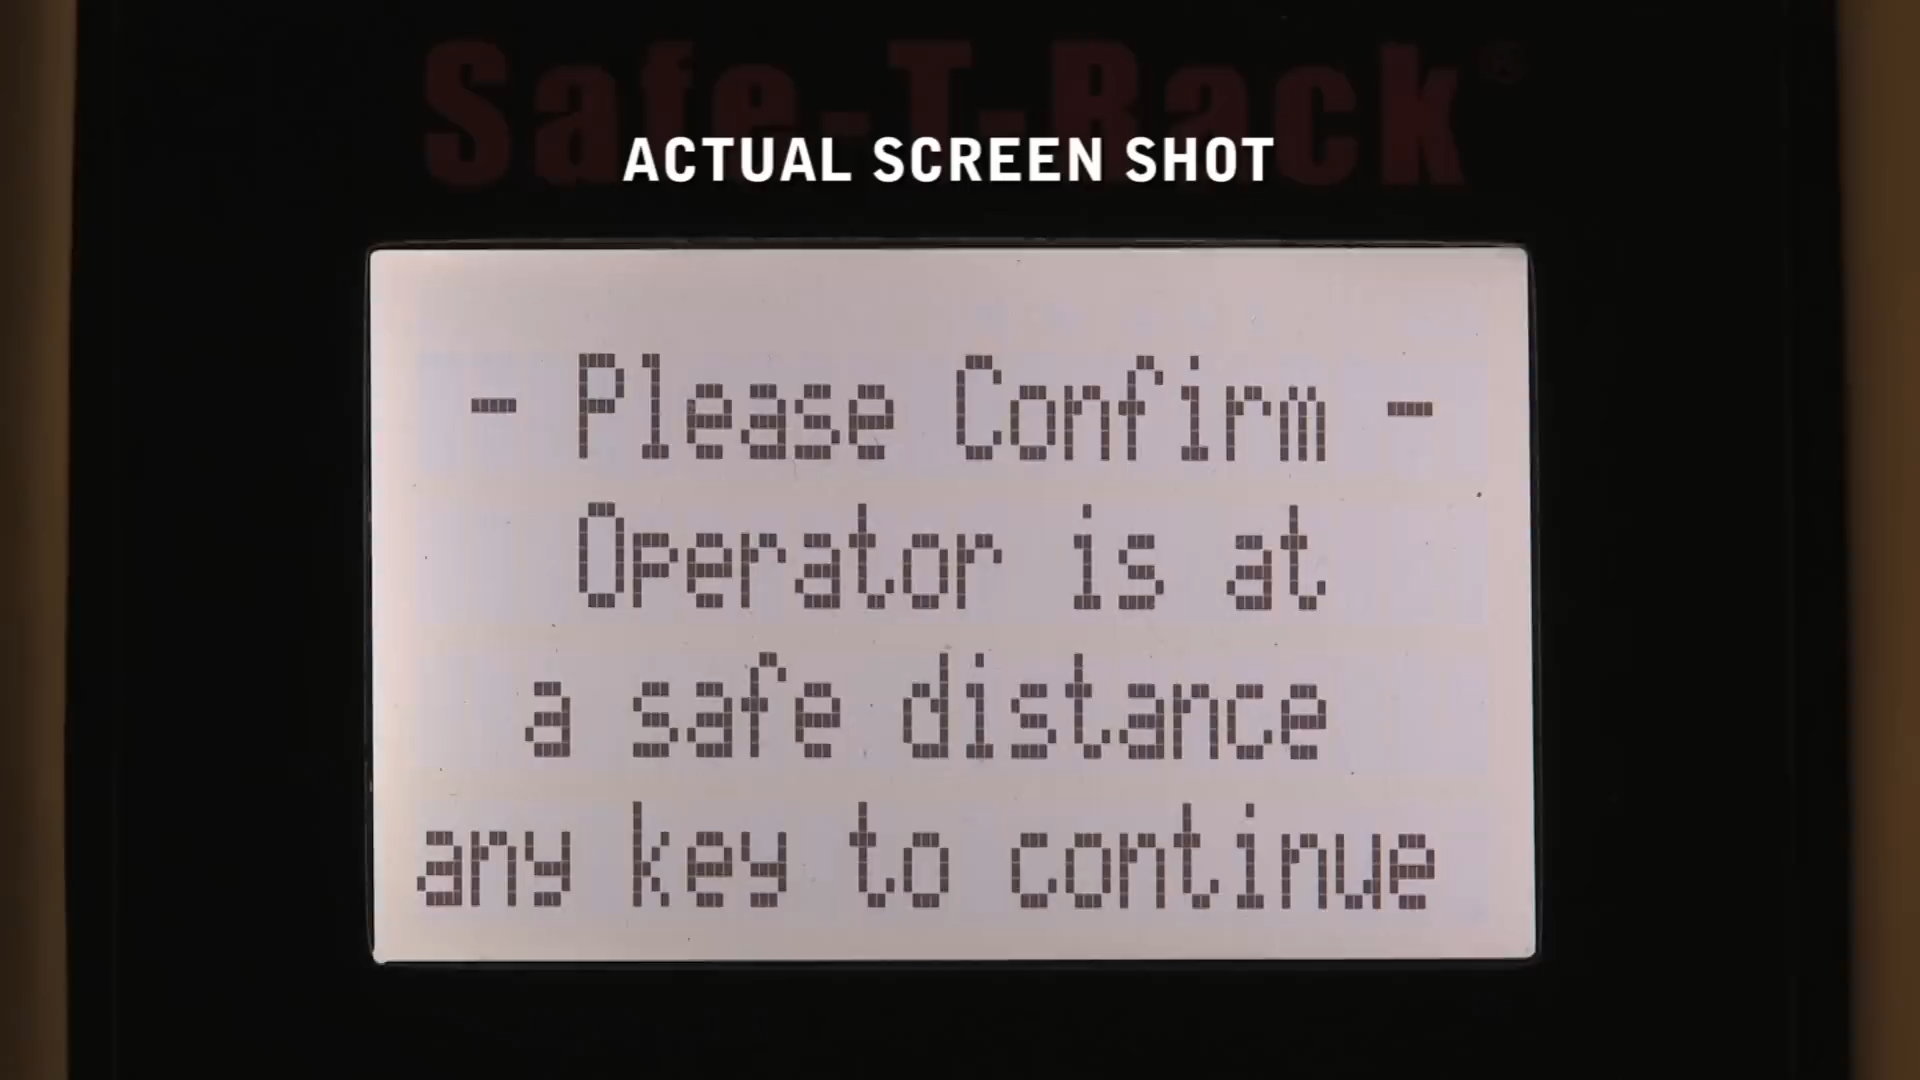 Safe-T-Rack®
ACTUAL SCREEN SHOT
- Please Confirm -
Operator is at
a safe distance
any key to continue